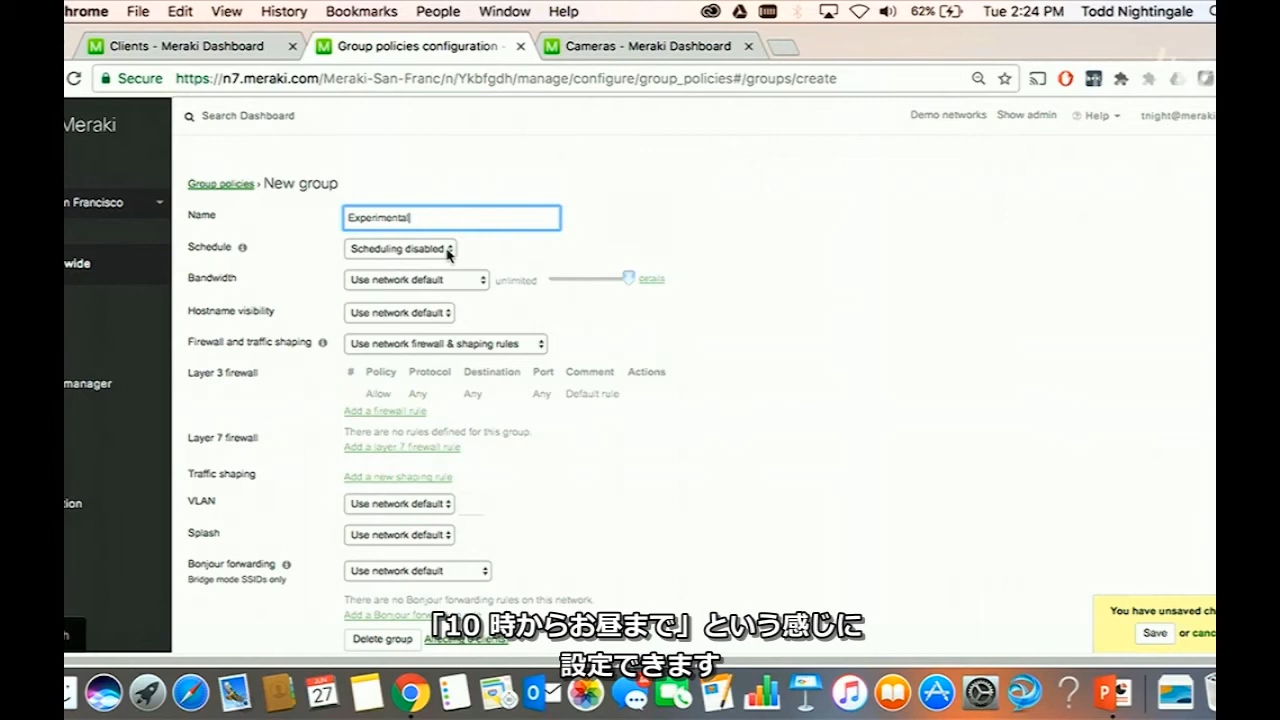 hrome File Edit View History Bookmarks People Window Help 62% Tue 2:24 PM Todd Nightingale
Clients - Meraki Dashboard × Group policies configuration - × Cameras - Meraki Dashboard ×
Secure https://n7.meraki.com/Meraki-San-Franc/n/Ykbfgdh/manage/configure/group_policies#/groups/create
Meraki Search Dashboard Demo networks Show admin Help tnight@meraki
Group policies › New group
n Francisco
Name Experimental
Schedule Scheduling disabled
wide
Bandwidth Use network default unlimited details
Hostname visibility Use network default
Firewall and traffic shaping Use network firewall & shaping rules
Layer 3 firewall # Policy Protocol Destination Port Comment Actions
manager
Allow Any Any Any Default rule
Add a firewall rule
Layer 7 firewall There are no rules defined for this group.
Add a layer 7 firewall rule
Traffic shaping Add a new shaping rule
VLAN Use network default
tion
Splash Use network default
Bonjour forwarding Use network default
Bridge mode SSIDs only
There are no Bonjour forwarding rules on this network.
Add a Bonjour
You have unsaved ch
Save or canc
h Delete group
「10 時からお昼まで」という感じに
設定できます
JUN
27